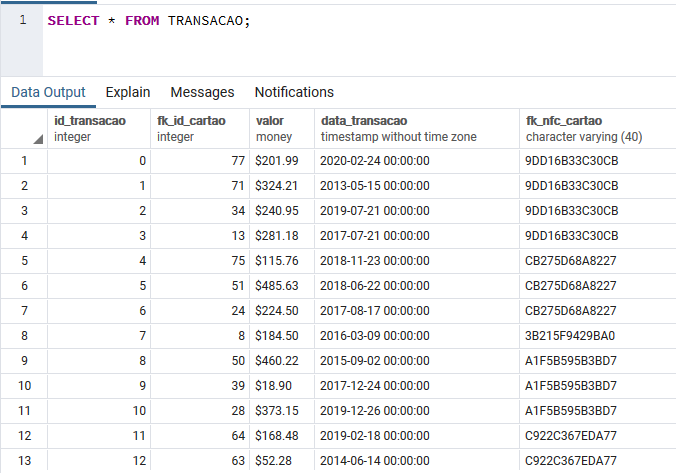 1 SELECT * FROM TRANSACAO;
Data Output Explain Messages Notifications
id_transacao fk_id_cartao valor data_transacao fk_nfc_cartao
integer integer money timestamp without time zone character varying (40)
1 0 77 $201.99 2020-02-24 00:00:00 9DD16B33C30CB
2 1 71 $324.21 2013-05-15 00:00:00 9DD16B33C30CB
3 2 34 $240.95 2019-07-21 00:00:00 9DD16B33C30CB
4 3 13 $281.18 2017-07-21 00:00:00 9DD16B33C30CB
5 4 75 $115.76 2018-11-23 00:00:00 CB275D68A8227
6 5 51 $485.63 2018-06-22 00:00:00 CB275D68A8227
7 6 24 $224.50 2017-08-17 00:00:00 CB275D68A8227
8 7 8 $184.50 2016-03-09 00:00:00 3B215F9429BA0
9 8 50 $460.22 2015-09-02 00:00:00 A1F5B595B3BD7
10 9 39 $18.90 2017-12-24 00:00:00 A1F5B595B3BD7
11 10 28 $373.15 2019-12-26 00:00:00 A1F5B595B3BD7
12 11 64 $168.48 2019-02-18 00:00:00 C922C367EDA77
13 12 63 $52.28 2014-06-14 00:00:00 C922C367EDA77